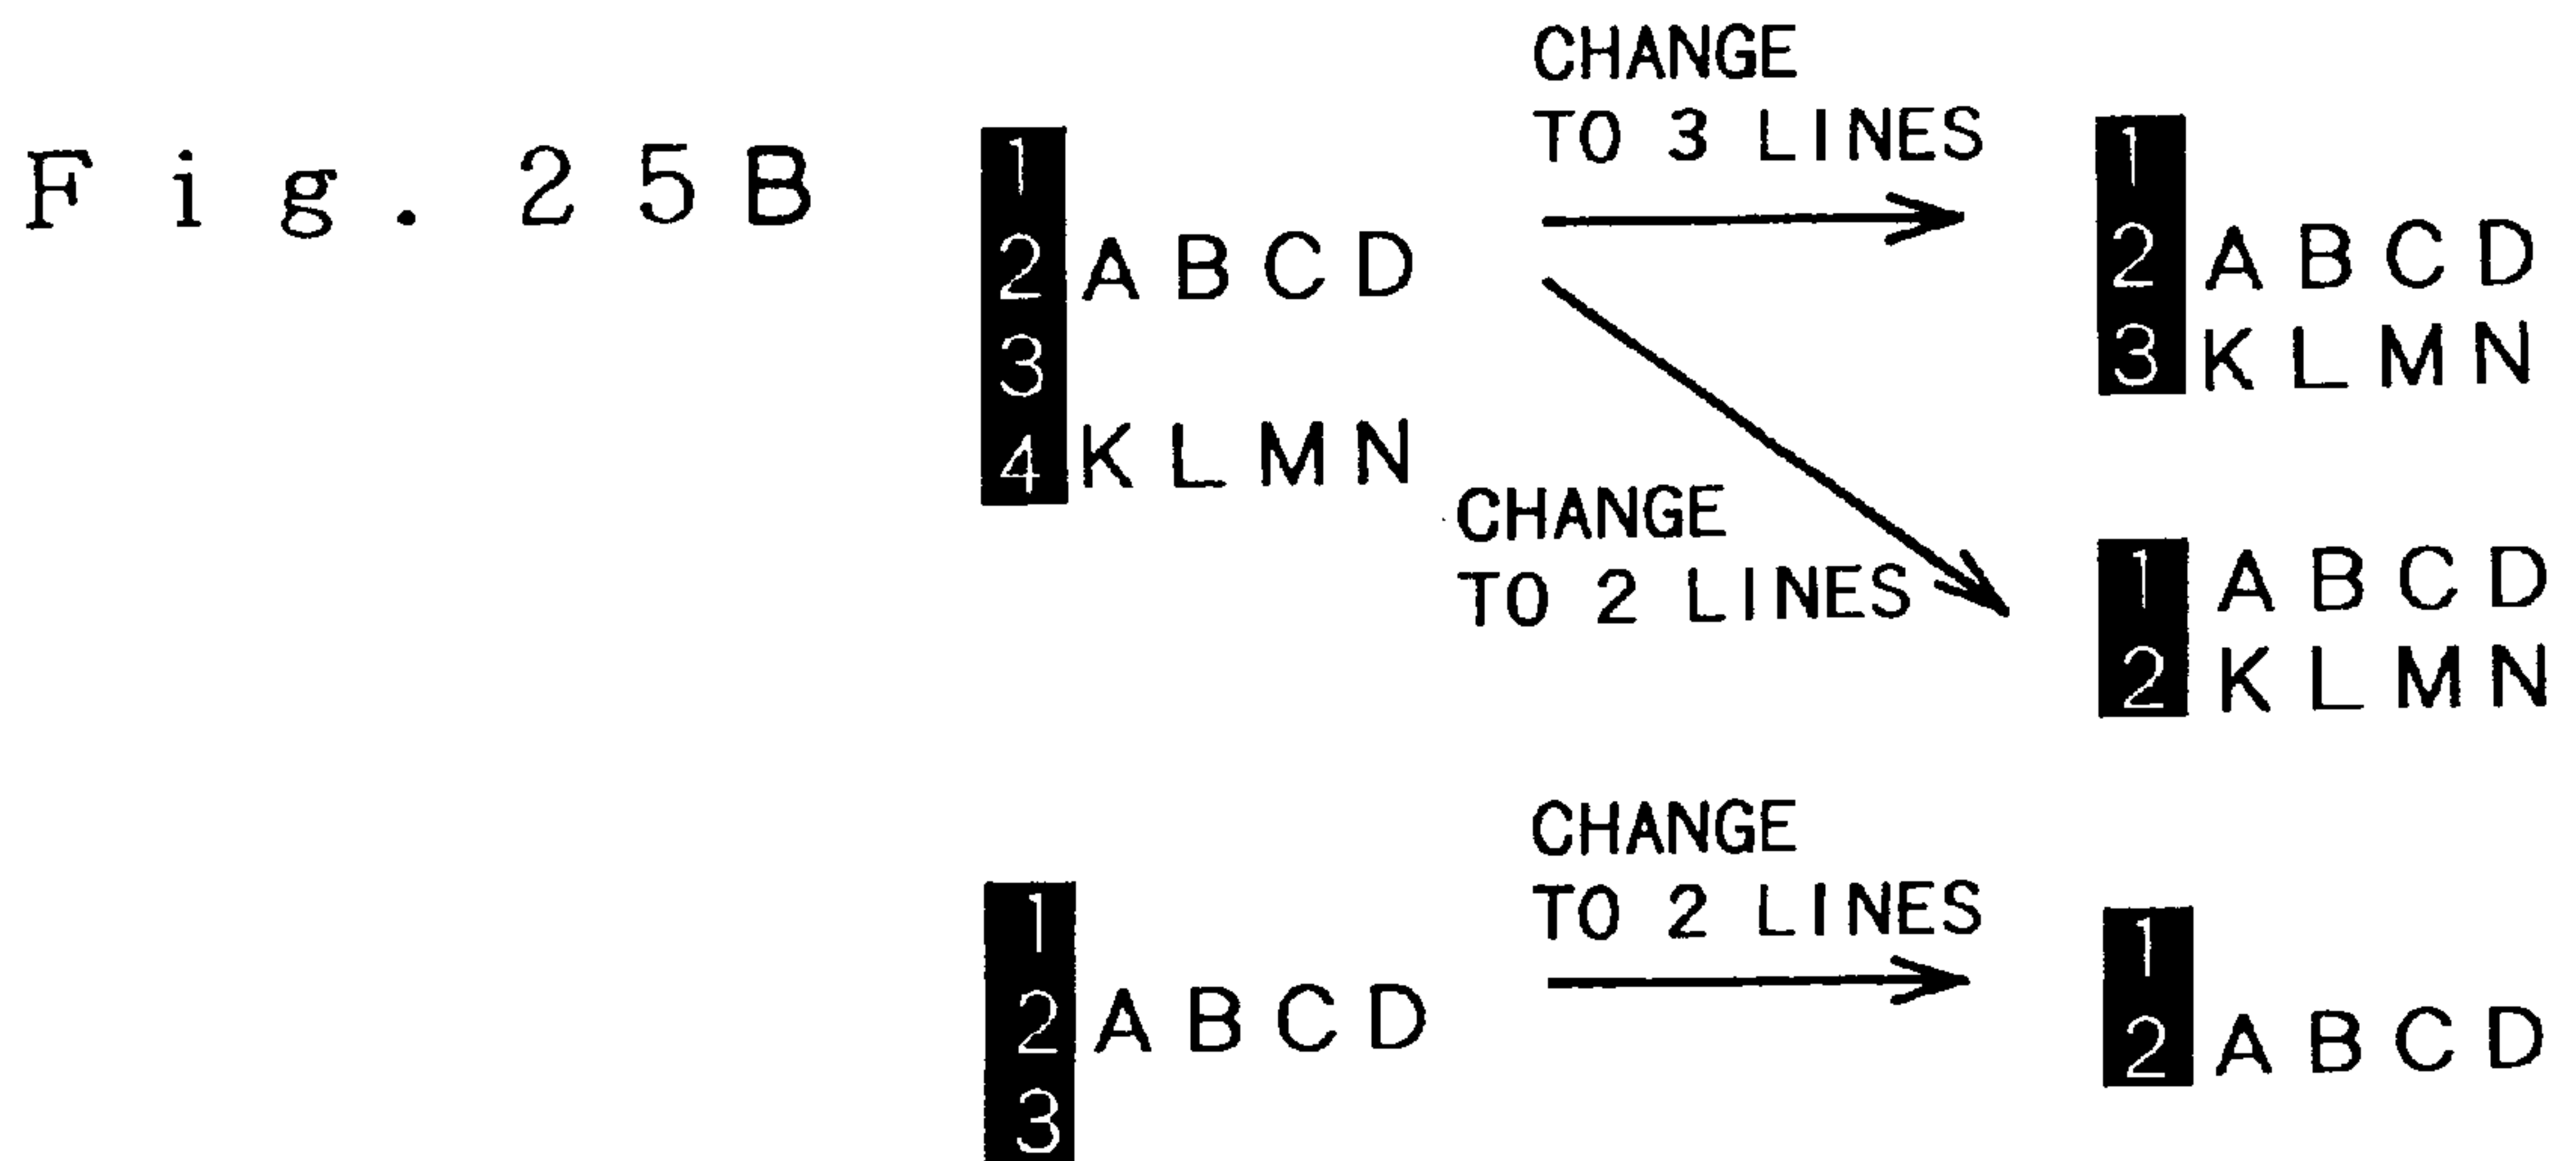 Fig. 25B
1
2 ABCD
3
4 KLMN
CHANGE
TO 3 LINES
1
2 ABCD
3 KLMN
CHANGE
TO 2 LINES
1 ABCD
2 KLMN
1
2 ABCD
3
CHANGE
TO 2 LINES
1
2 ABCD